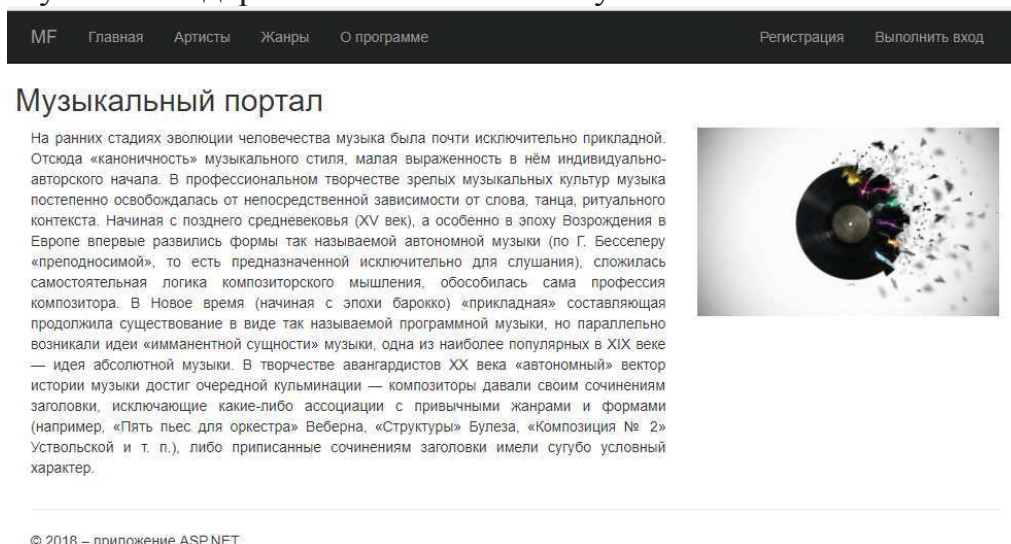 MF Главная Артисты Жанры О программе Регистрация Выполнить вход
Музыкальный портал
На ранних стадиях эволюции человечества музыка была почти исключительно прикладной.
Отсюда «каноничность» музыкального стиля, малая выраженность в нём индивидуально-
авторского начала. В профессиональном творчестве зрелых музыкальных культур музыка
постепенно освобождалась от непосредственной зависимости от слова, танца, ритуального
контекста. Начиная с позднего средневековья (XV век), а особенно в эпоху Возрождения в
Европе впервые развились формы так называемой автономной музыки (по Г. Бесселеру
«преподносимой», то есть предназначенной исключительно для слушания), сложилась
самостоятельная логика композиторского мышления, обособилась сама профессия
композитора. В Новое время (начиная с эпохи барокко) «прикладная» составляющая
продолжила существование в виде так называемой программной музыки, но параллельно
возникали идеи «имманентной сущности» музыки, одна из наиболее популярных в XIX веке
— идея абсолютной музыки. В творчестве авангардистов XX века «автономный» вектор
истории музыки достиг очередной кульминации — композиторы давали своим сочинениям
заголовки, исключающие какие-либо ассоциации с привычными жанрами и формами
(например, «Пять пьес для оркестра» Веберна, «Структуры» Булеза, «Композиция № 2»
Уствольской и т. п.), либо приписанные сочинениям заголовки имели сугубо условный
характер.
© 2018 – приложение ASP.NET